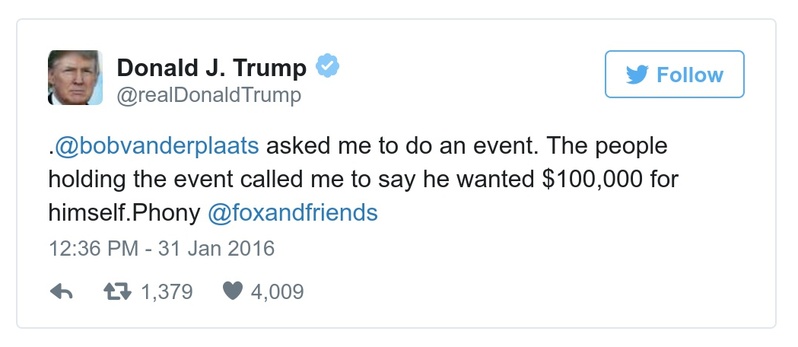 Donald J. Trump
@realDonaldTrump
Follow
.@bobvanderplaats asked me to do an event. The people
holding the event called me to say he wanted $100,000 for
himself.Phony @foxandfriends
12:36 PM - 31 Jan 2016
1,379 4,009